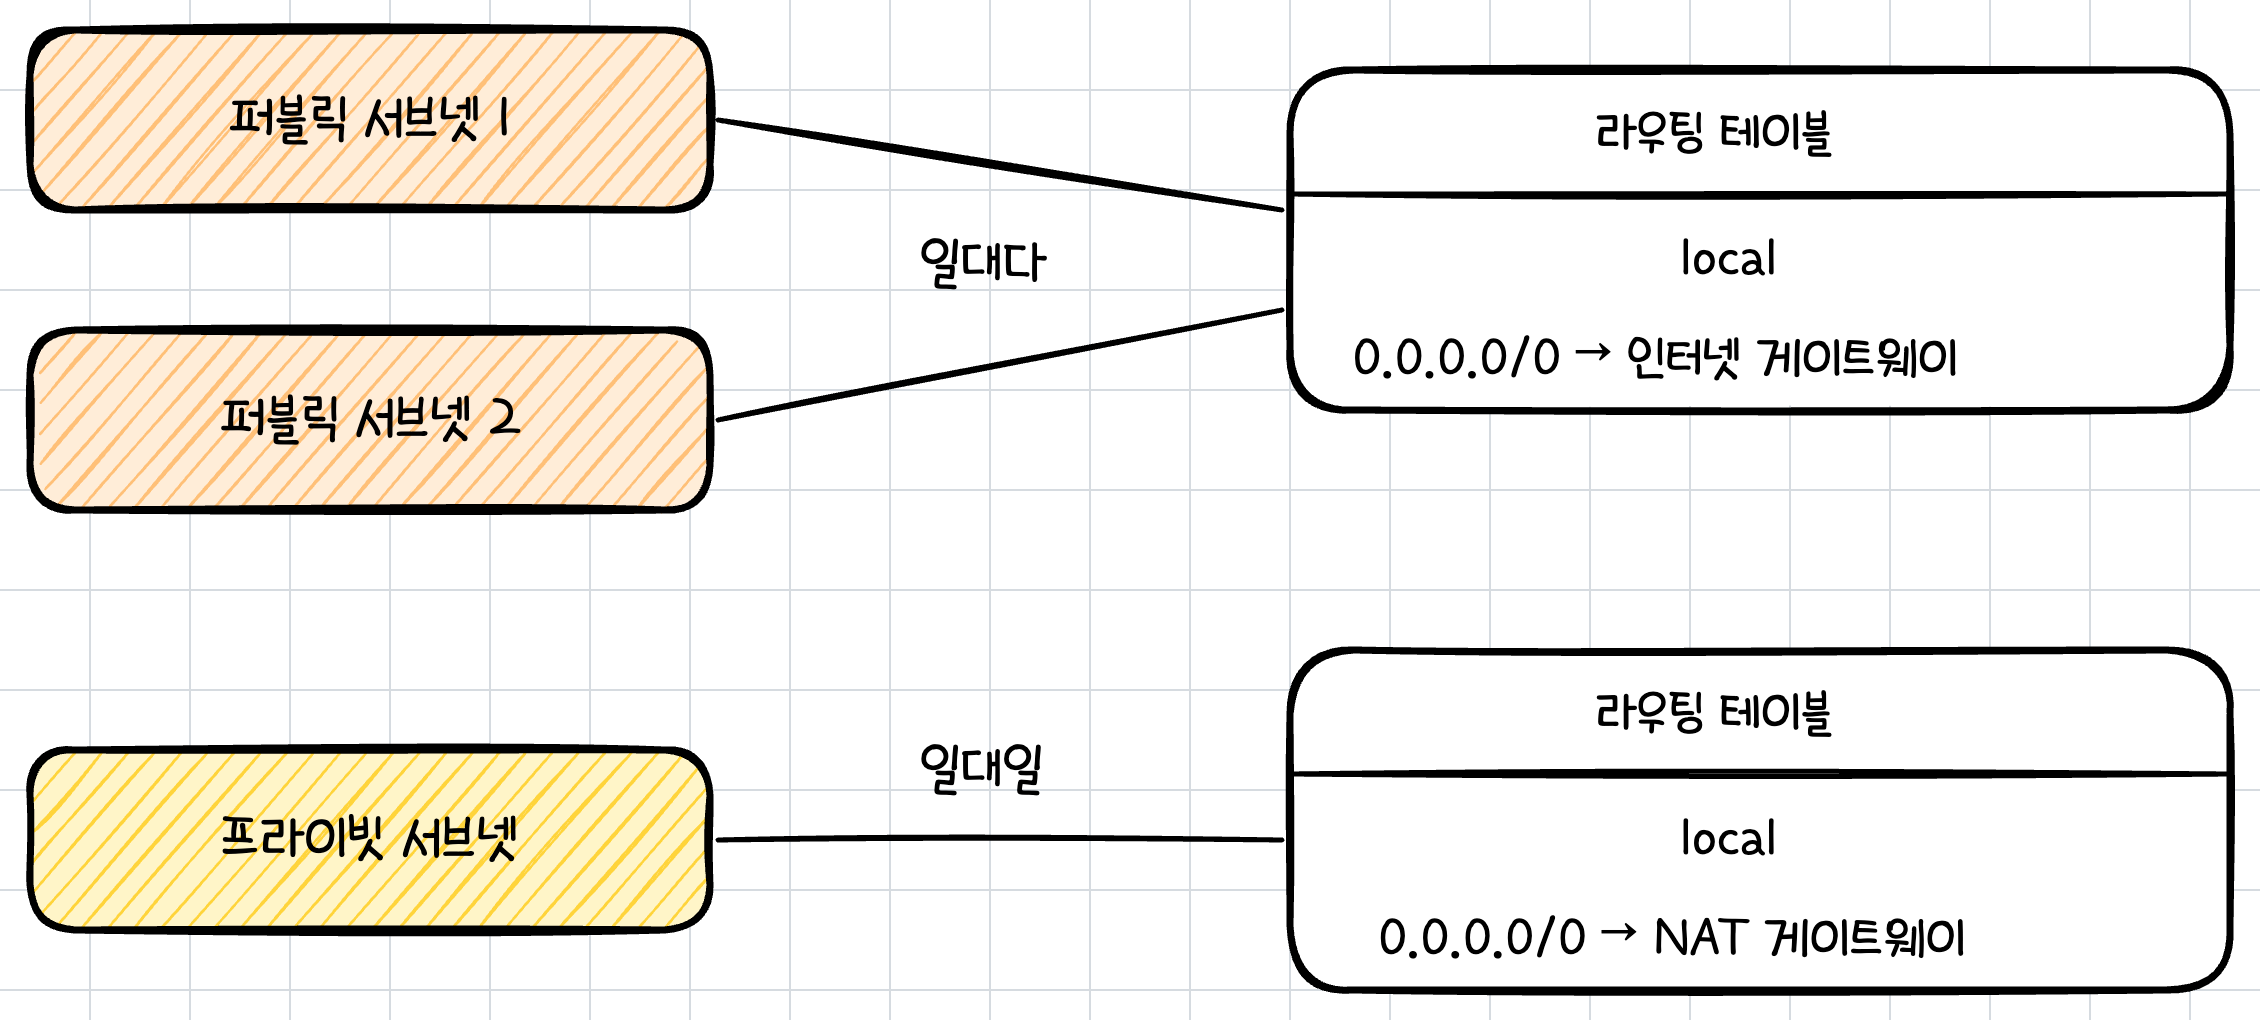 퍼블릭 서브넷 1
퍼블릭 서브넷 2
일대다
라우팅 테이블
local
0.0.0.0/0 → 인터넷 게이트웨이
프라이빗 서브넷
일대일
라우팅 테이블
local
0.0.0.0/0 → NAT 게이트웨이